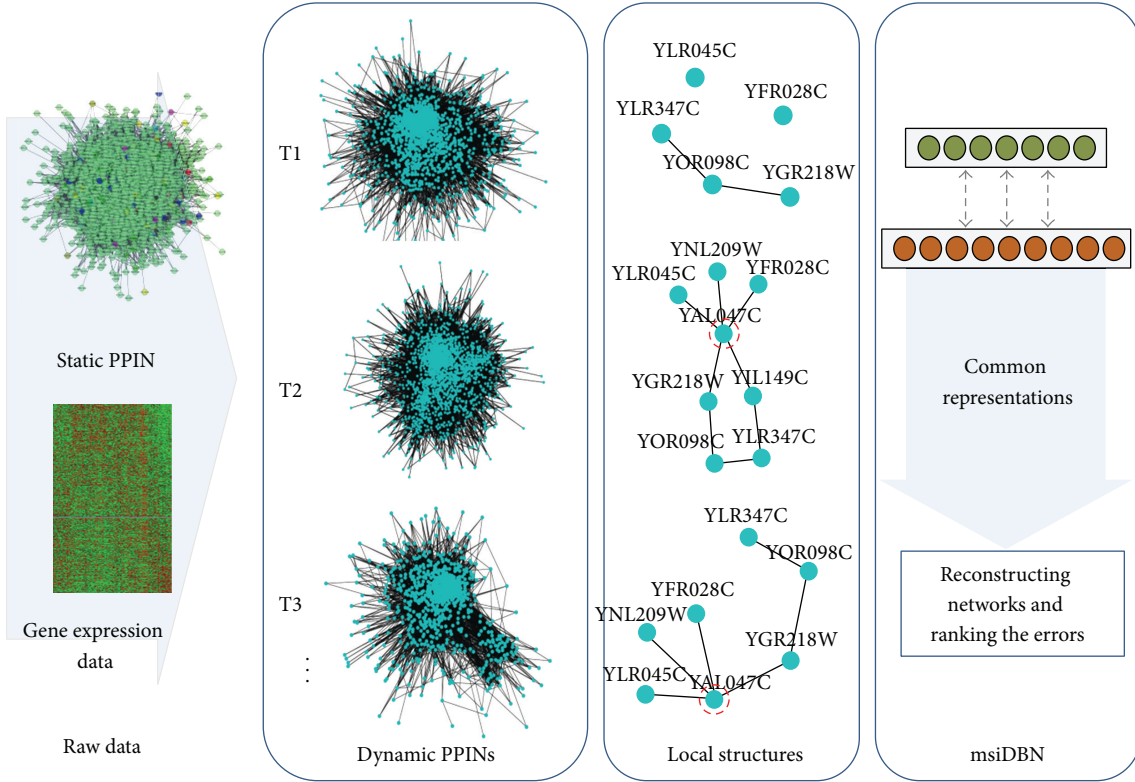 Static PPIN
Gene expression
data
Raw data
T1
T2
T3
⋮
Dynamic PPINs
YLR045C
YFR028C
YLR347C
YOR098C
YGR218W
YNL209W
YLR045C
YFR028C
YAL047C
YGR218W
YIL149C
YOR098C
YLR347C
YLR347C
YOR098C
YFR028C
YNL209W
YGR218W
YLR045C
YAL047C
Local structures
Common
representations
Reconstructing
networks and
ranking the errors
msiDBN